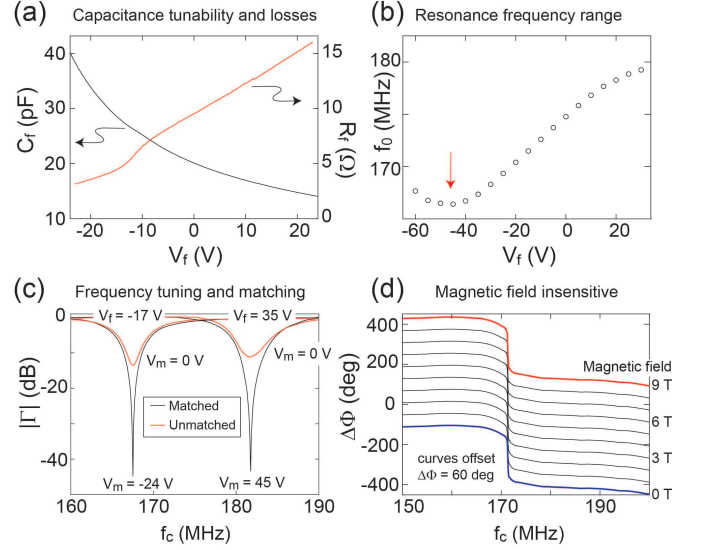 (a) Capacitance tunability and losses
40
30
20
10
C_f (pF)
15
10
5
0
R_f (Ω)
-20 -10 0 10 20
V_f (V)
(b) Resonance frequency range
180
170
f_0 (MHz)
-60 -40 -20 0 20
V_f (V)
(c) Frequency tuning and matching
0
-20
-40
|Γ| (dB)
V_f = -17 V V_f = 35 V
V_m = 0 V
V_m = 0 V
Matched
Unmatched
V_m = -24 V V_m = 45 V
160 170 180 190
f_c (MHz)
(d) Magnetic field insensitive
400
200
0
-200
-400
ΔΦ (deg)
Magnetic field
9 T
6 T
3 T
0 T
curves offset
ΔΦ = 60 deg
150 170 190
f_c (MHz)